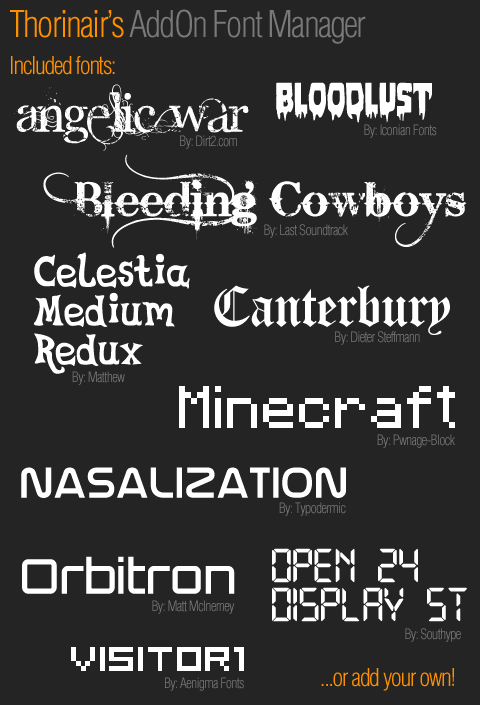 Thorinair's AddOn Font Manager
Included fonts:
angelic war
By: Dirt2.com
BLOODLUST
By: Iconian Fonts
Bleeding Cowboys
By: Last Soundtrack
Celestia
Medium
Redux
By: Matthew
Canterbury
By: Dieter Steffmann
Minecraft
By: Pwnage-Block
NASALIZATION
By: Typodermic
Orbitron
By: Matt McInerney
OPEN 24
DISPLAY ST
By: Southype
VISITOR1
By: Aenigma Fonts
...or add your own!